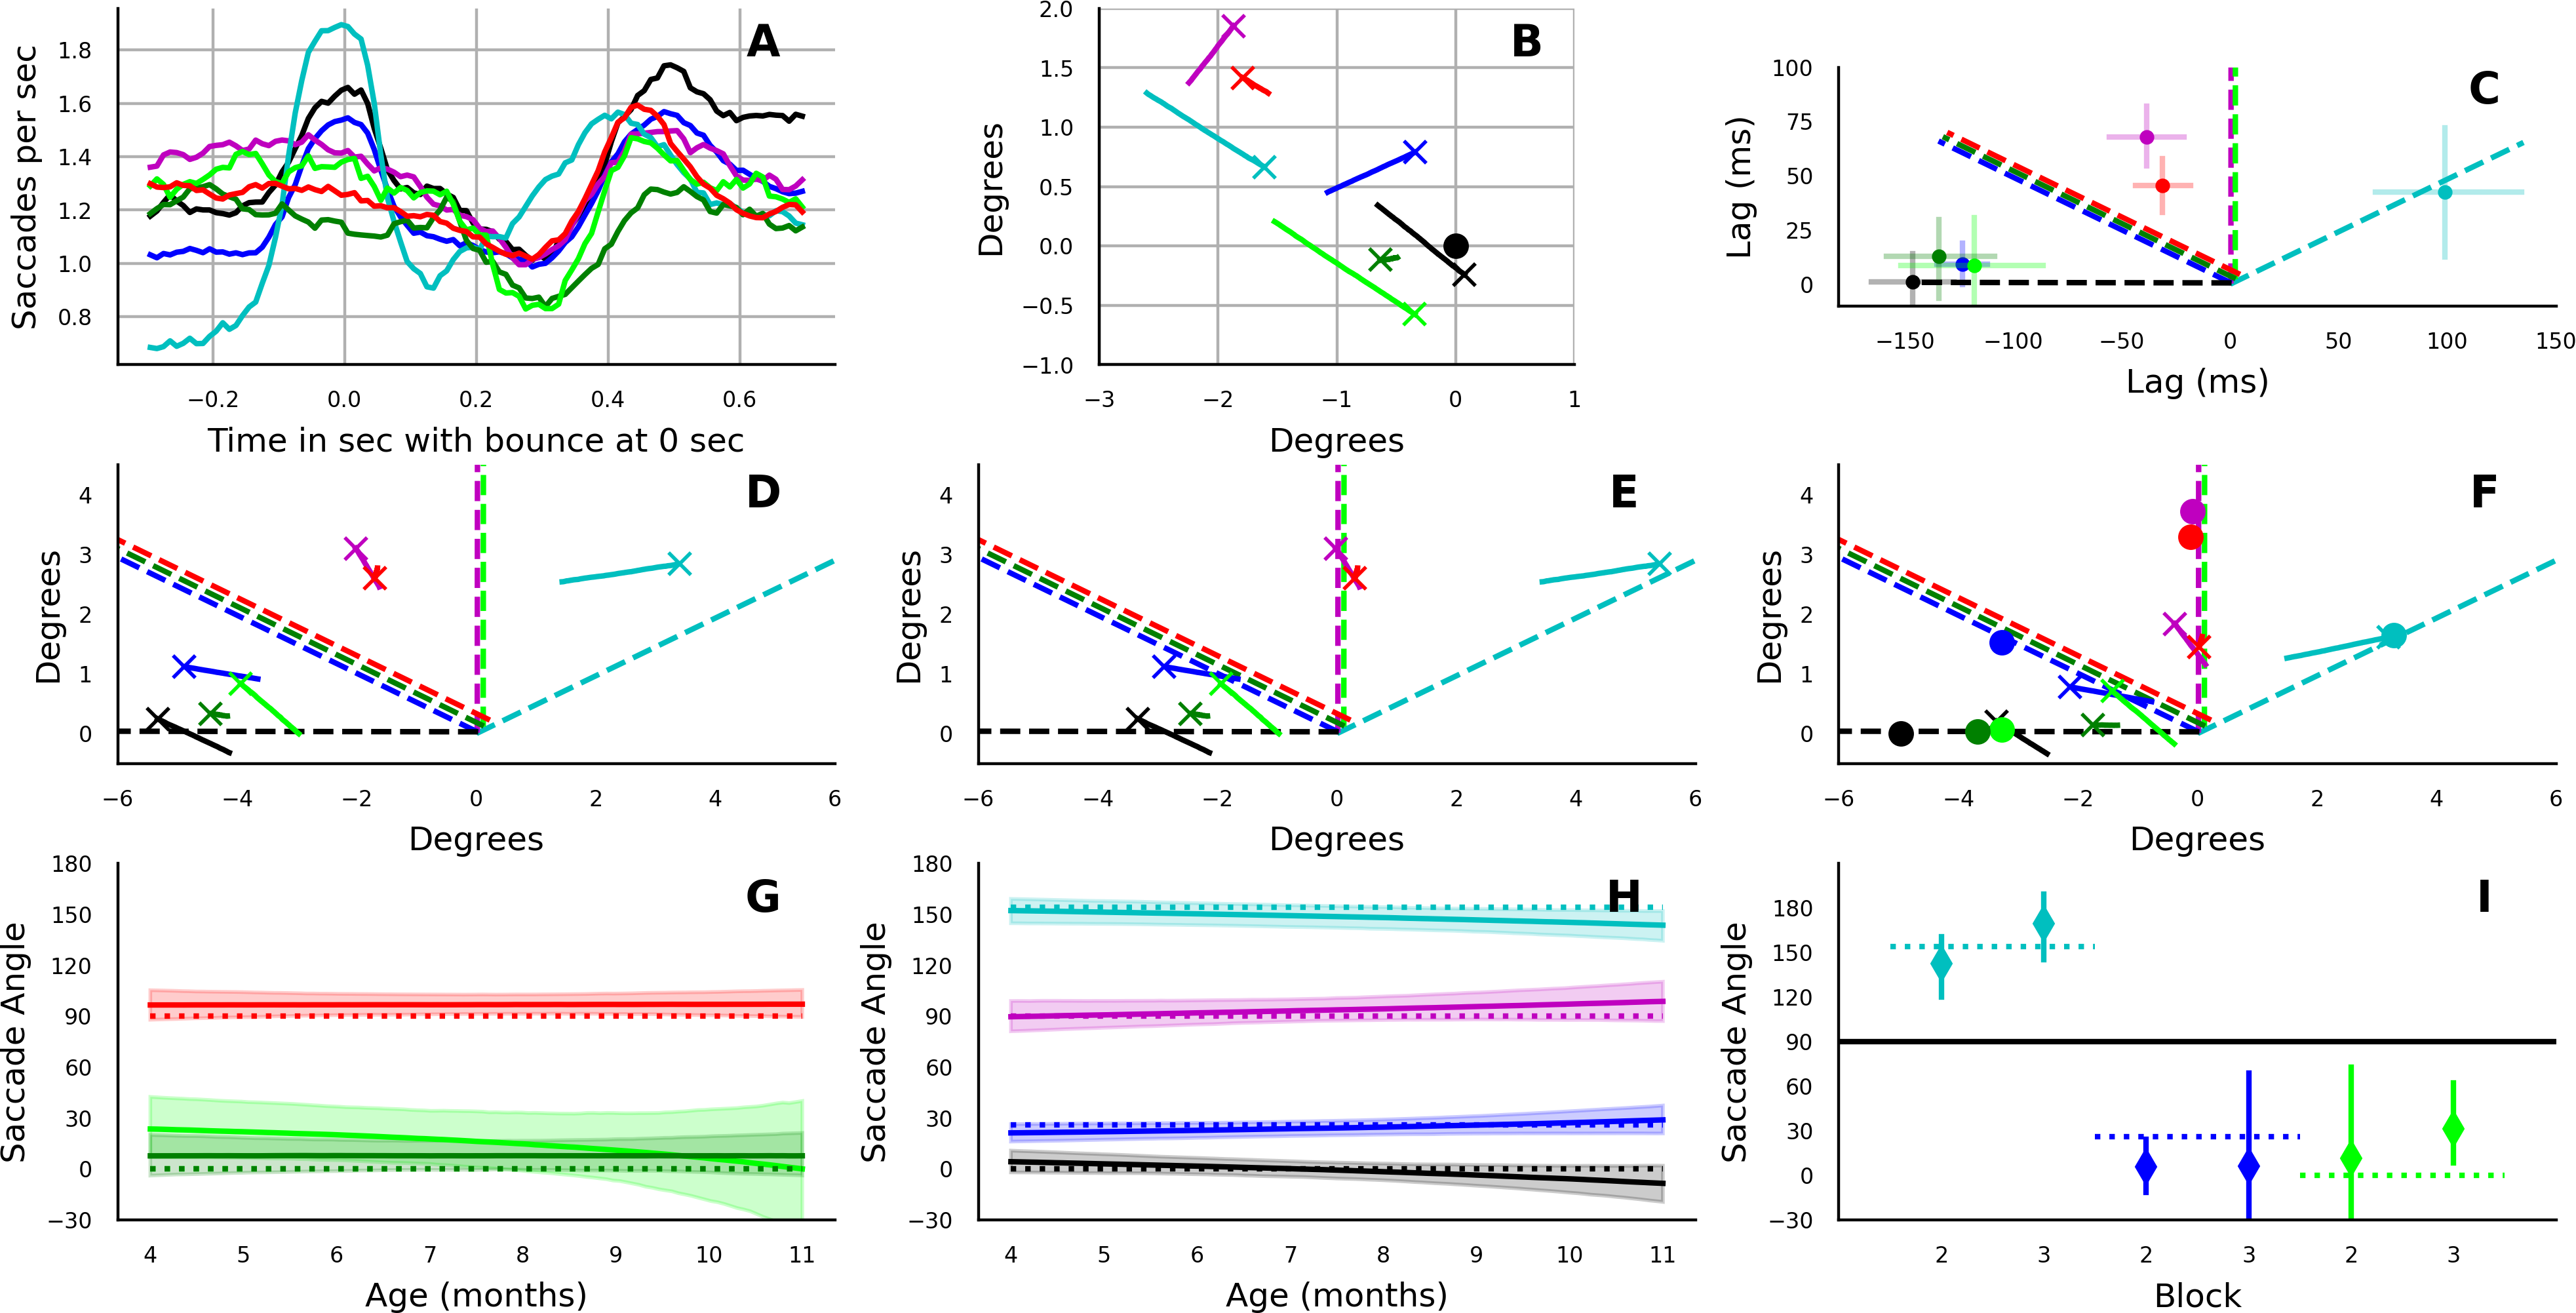 A
Saccades per sec
1.8
1.6
1.4
1.2
1.0
0.8
−0.2 0.0 0.2 0.4 0.6
Time in sec with bounce at 0 sec
B
Degrees
2.0
1.5
1.0
0.5
0.0
−0.5
−1.0
−3 −2 −1 0 1
Degrees
C
Lag (ms)
100
75
50
25
0
−150 −100 −50 0 50 100 150
Lag (ms)
D
Degrees
4
3
2
1
0
−6 −4 −2 0 2 4 6
Degrees
E
Degrees
4
3
2
1
0
−6 −4 −2 0 2 4 6
Degrees
F
Degrees
4
3
2
1
0
−6 −4 −2 0 2 4 6
Degrees
G
Saccade Angle
180
150
120
90
60
30
0
−30
4 5 6 7 8 9 10 11
Age (months)
H
Saccade Angle
180
150
120
90
60
30
0
−30
4 5 6 7 8 9 10 11
Age (months)
I
Saccade Angle
180
150
120
90
60
30
0
−30
2 3 2 3 2 3
Block